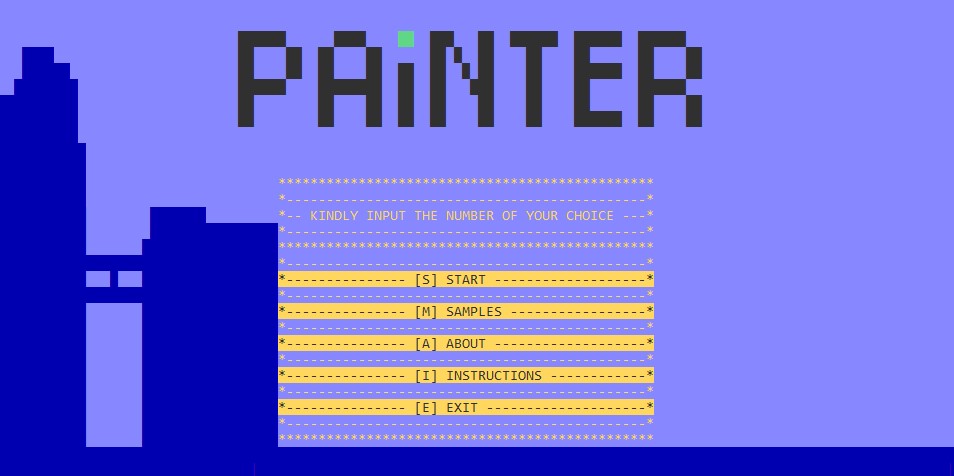 PAiNTER
***********************************************
*---------------------------------------------*
*-- KINDLY INPUT THE NUMBER OF YOUR CHOICE ---*
*---------------------------------------------*
***********************************************
*---------------------------------------------*
*--------------- [S] START -------------------*
*---------------------------------------------*
*--------------- [M] SAMPLES -----------------*
*---------------------------------------------*
*--------------- [A] ABOUT -------------------*
*---------------------------------------------*
*--------------- [I] INSTRUCTIONS ------------*
*---------------------------------------------*
*--------------- [E] EXIT --------------------*
*---------------------------------------------*
***********************************************